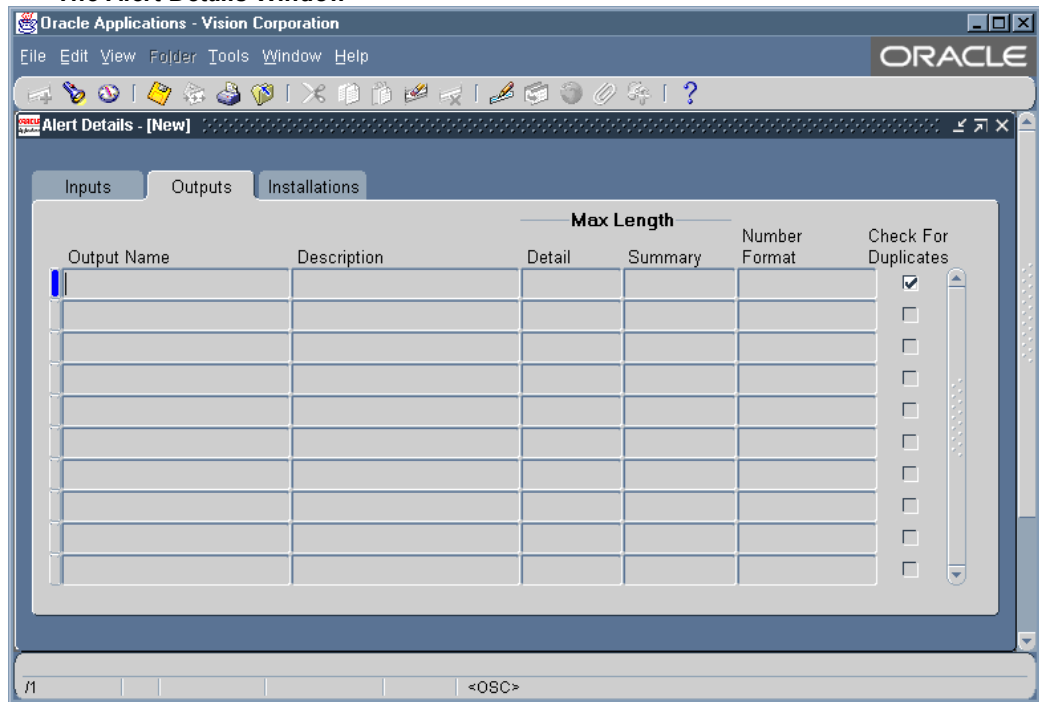 The Alert Details Window
Oracle Applications - Vision Corporation
File Edit View Folder Tools Window Help
ORACLE
Alert Details - [New]
Inputs Outputs Installations
Max Length
Number Check For
Output Name Description Detail Summary Format Duplicates
/1 <OSC>